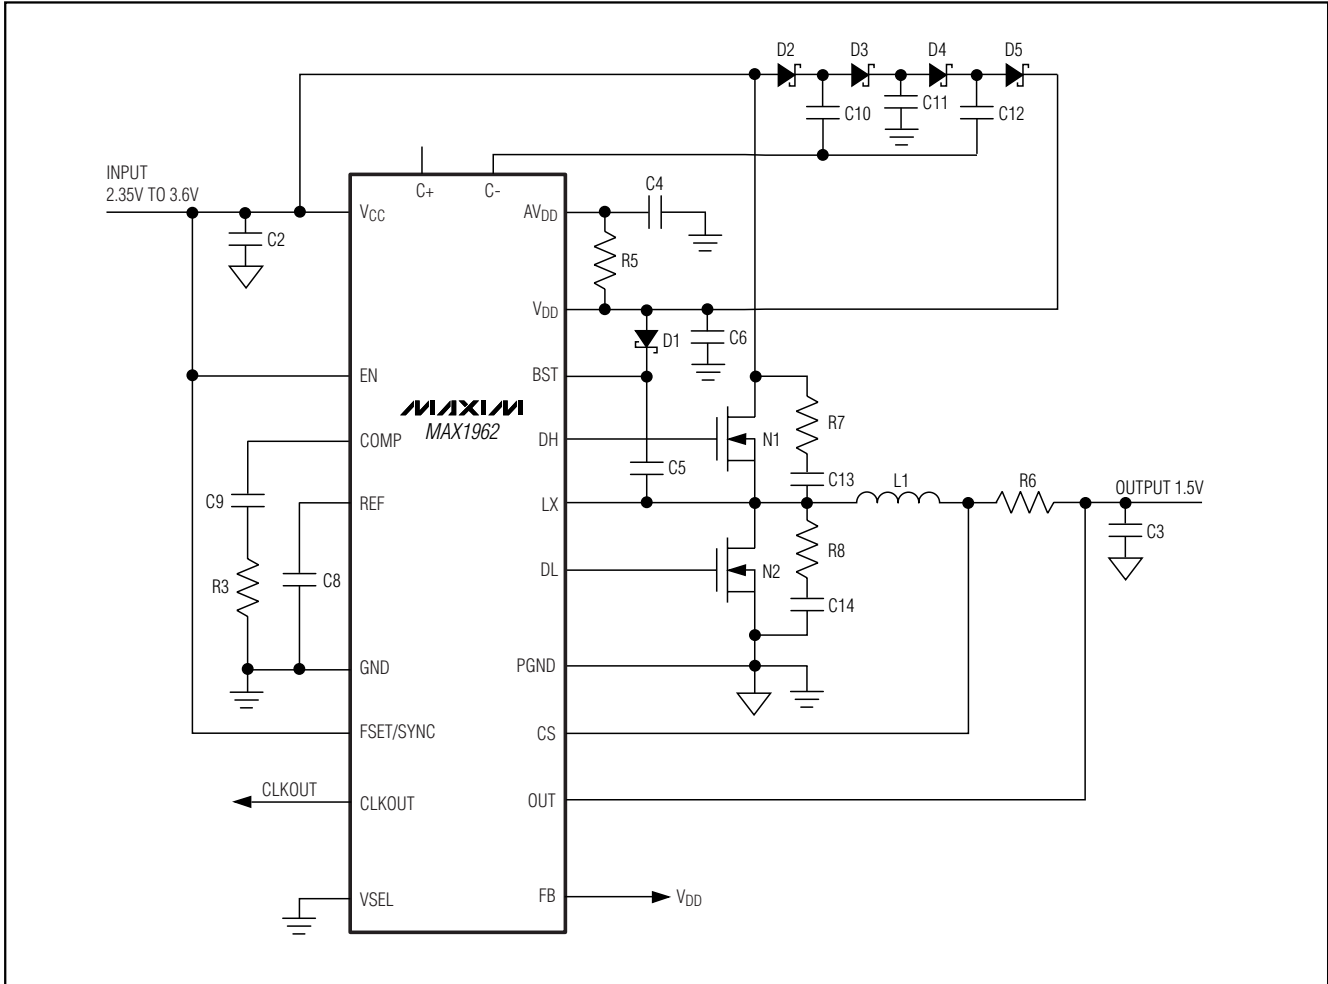 D2
D3
D4
D5
C10
C11
C12
INPUT
2.35V TO 3.6V
C+
C-
C4
VCC
AVDD
C2
R5
VDD
D1
C6
EN
BST
MAXIM
MAX1962
R7
COMP
DH
N1
C5
C13
L1
R6
OUTPUT 1.5V
C9
REF
LX
C3
R8
DL
N2
R3
C8
C14
GND
PGND
FSET/SYNC
CS
CLKOUT
CLKOUT
OUT
VSEL
FB
VDD